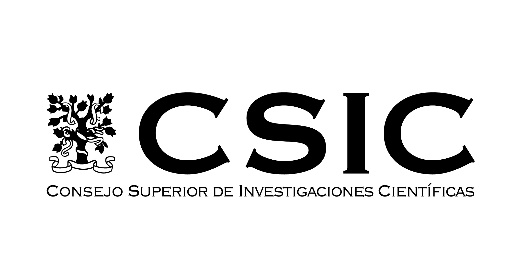 CSIC
CONSEJO SUPERIOR DE INVESTIGACIONES CIENTÍFICAS